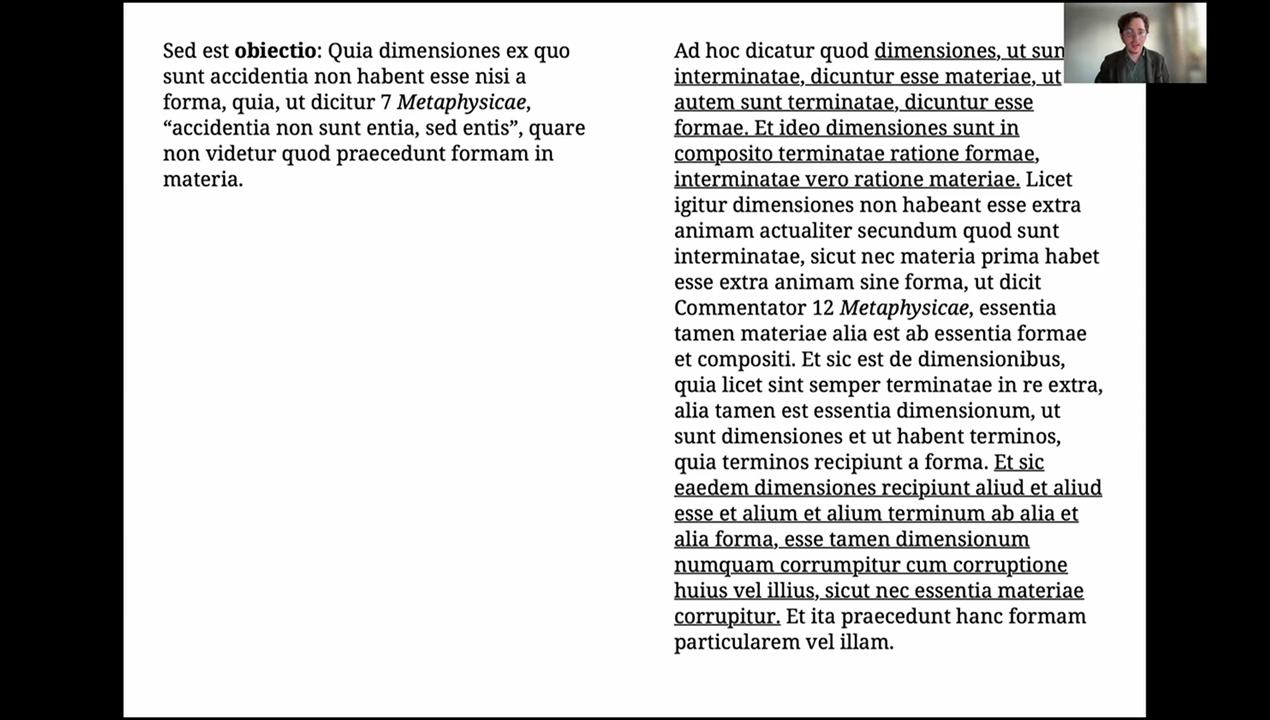 Sed est obiectio: Quia dimensiones ex quo
sunt accidentia non habent esse nisi a
forma, quia, ut dicitur 7 Metaphysicae,
“accidentia non sunt entia, sed entis”, quare
non videtur quod praecedunt formam in
materia.
Ad hoc dicatur quod dimensiones, ut
interminatae, dicuntur esse materiae, ut
autem sunt terminatae, dicuntur esse
formae. Et ideo dimensiones sunt in
composito terminatae ratione formae,
interminatae vero ratione materiae. Licet
igitur dimensiones non habeant esse extra
animam actualiter secundum quod sunt
interminatae, sicut nec materia prima habet
esse extra animam sine forma, ut dicit
Commentator 12 Metaphysicae, essentia
tamen materiae alia est ab essentia formae
et compositi. Et sic est de dimensionibus,
quia licet sint semper terminatae in re extra,
alia tamen est essentia dimensionum, ut
sunt dimensiones et ut habent terminos,
quia terminos recipiunt a forma. Et sic
eaedem dimensiones recipiunt aliud et aliud
esse et alium et alium terminum ab alia et
alia forma, esse tamen dimensionum
numquam corrumpitur cum corruptione
huius vel illius, sicut nec essentia materiae
corrupitur. Et ita praecedunt hanc formam
particularem vel illam.